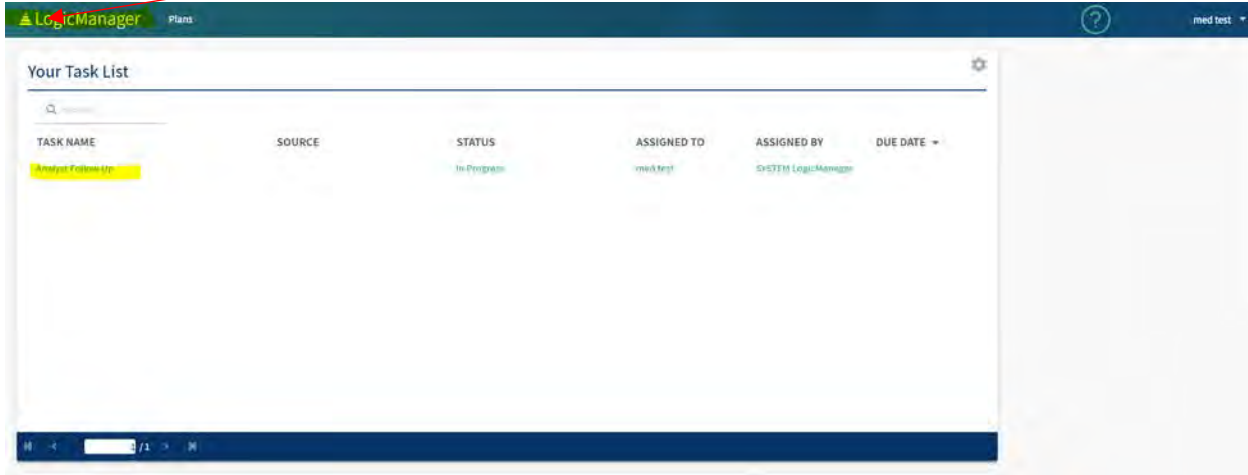 LogicManager Plans ? med test
Your Task List
TASK NAME SOURCE STATUS ASSIGNED TO ASSIGNED BY DUE DATE
Analyst Follow Up In Progress med test SYSTEM LogicManager
1 /1